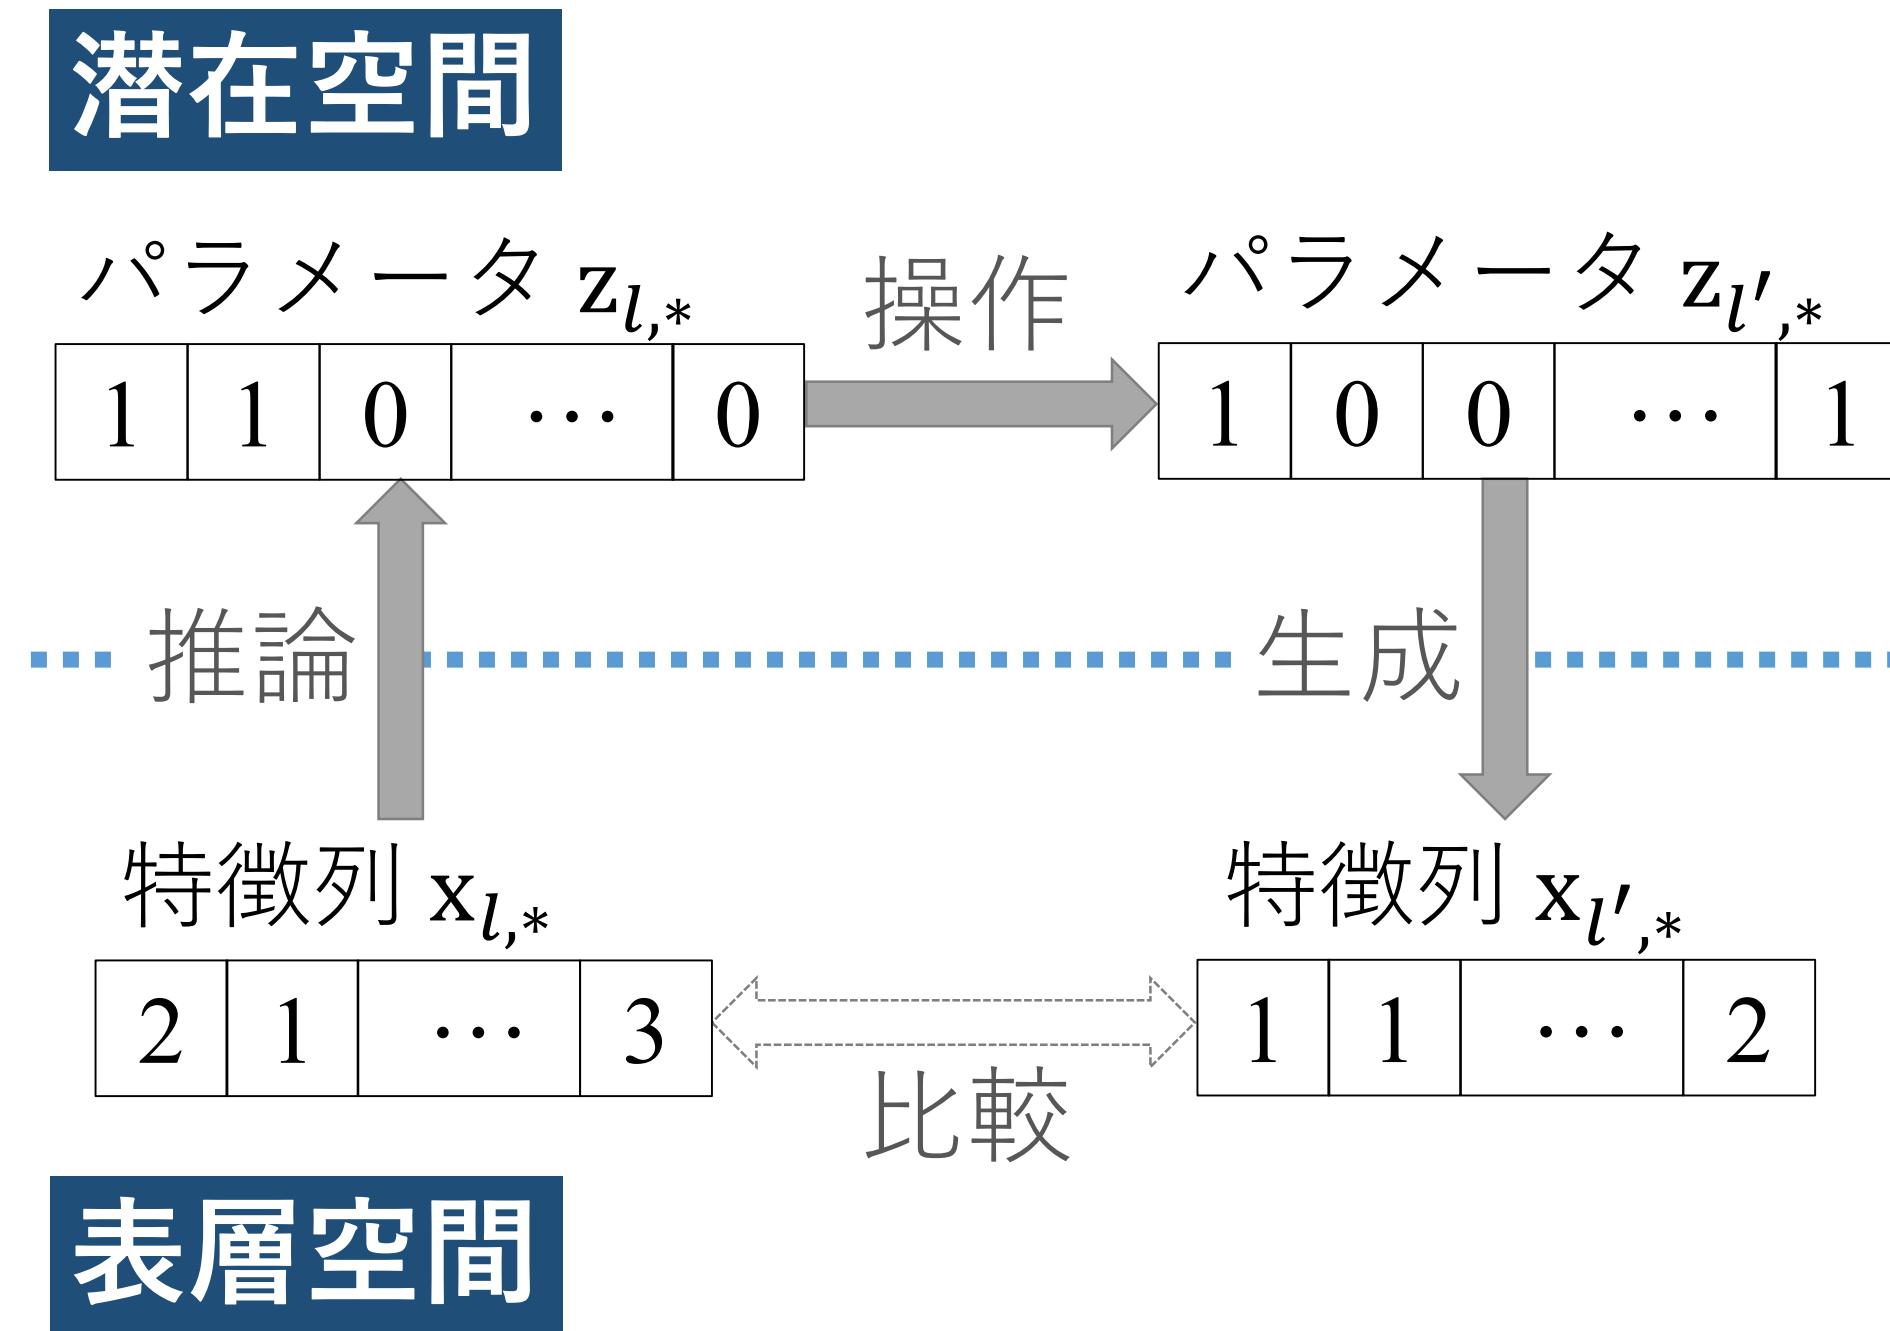 潜在空間
パラメータ z_{l,*}
操作
パラメータ z_{l′,*}
1 1 0 ⋯ 0
1 0 0 ⋯ 1
推論
生成
特徴列 x_{l,*}
特徴列 x_{l′,*}
2 1 ⋯ 3
1 1 ⋯ 2
比較
表層空間